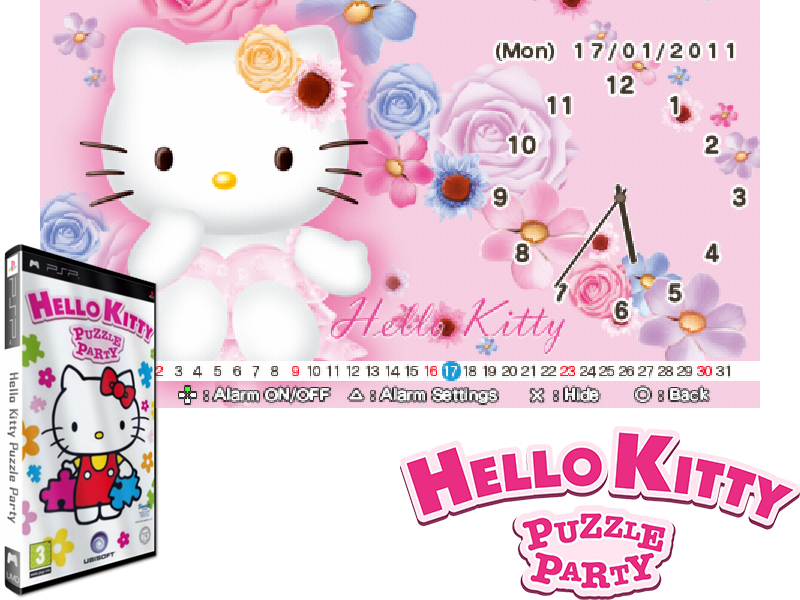 (Mon) 17/01/2011
12
11
1
10
2
9
3
8
4
7
5
6
Hello Kitty
2 3 4 5 6 7 8 9 10 11 12 13 14 15 16 17 18 19 20 21 22 23 24 25 26 27 28 29 30 31
: Alarm ON/OFF △ : Alarm Settings ✕ : Hide ○ : Back
PSP
HELLO KITTY
PUZZLE
PARTY
3
UBISOFT
PSP
Hello Kitty Puzzle Party
UMD
HELLO KITTY
PUZZLE
PARTY